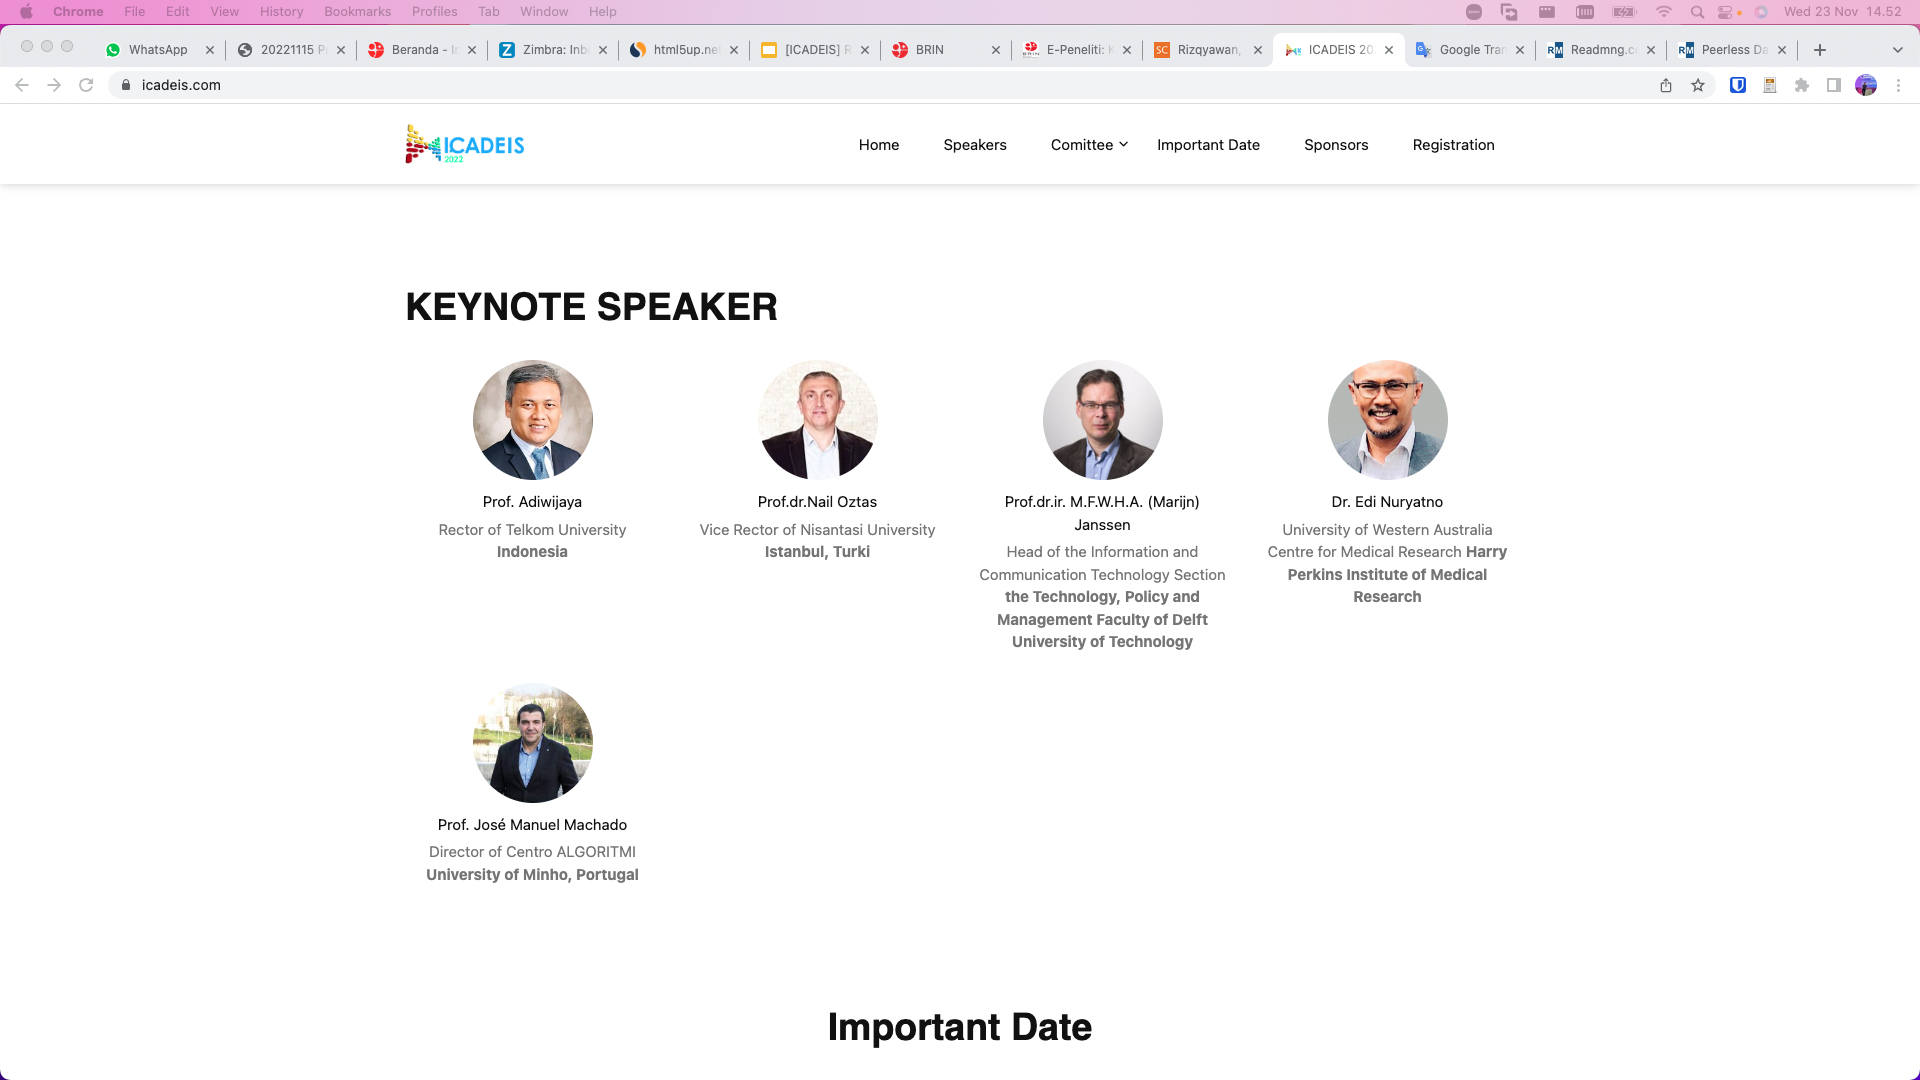 Chrome File Edit View History Bookmarks Profiles Tab Window Help Wed 23 Nov 14.52
WhatsApp 20221115 P Beranda - I Zimbra: Inb html5up.ne [ICADEIS] R BRIN E-Peneliti: K Rizqyawan, ICADEIS 20 Google Tran Readmng.c Peerless Da
icadeis.com
ICADEIS
2022
Home Speakers Comittee Important Date Sponsors Registration
KEYNOTE SPEAKER
Prof. Adiwijaya
Rector of Telkom University
Indonesia
Prof.dr.Nail Oztas
Vice Rector of Nisantasi University
Istanbul, Turki
Prof.dr.ir. M.F.W.H.A. (Marijn)
Janssen
Head of the Information and
Communication Technology Section
the Technology, Policy and
Management Faculty of Delft
University of Technology
Dr. Edi Nuryatno
University of Western Australia
Centre for Medical Research Harry
Perkins Institute of Medical
Research
Prof. José Manuel Machado
Director of Centro ALGORITMI
University of Minho, Portugal
Important Date